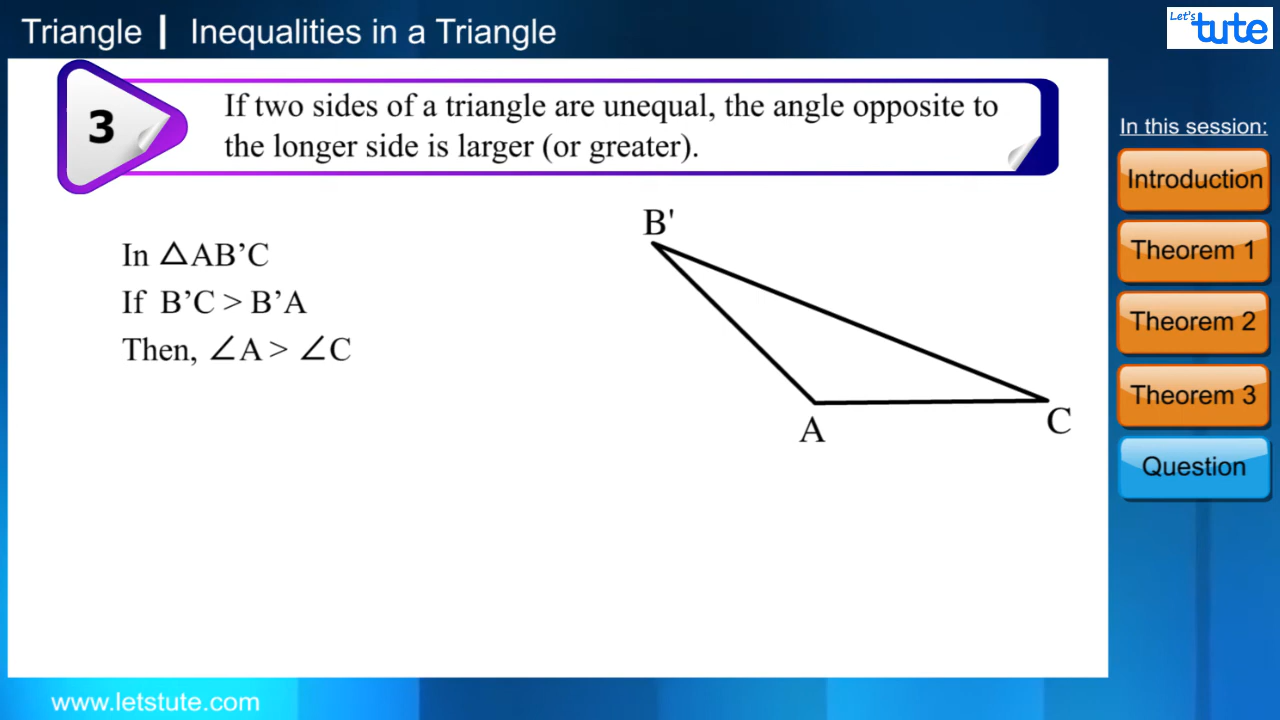 Triangle | Inequalities in a Triangle
Let's
tute
3
If two sides of a triangle are unequal, the angle opposite to
the longer side is larger (or greater).
In △AB’C
If B’C > B’A
Then, ∠A > ∠C
B'
A
C
In this session:
Introduction
Theorem 1
Theorem 2
Theorem 3
Question
www.letstute.com